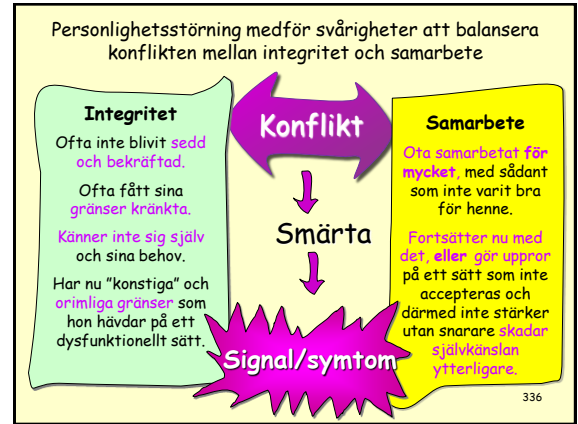 Personlighetsstörning medför svårigheter att balansera
konflikten mellan integritet och samarbete
Integritet
Ofta inte blivit sedd
och bekräftad.
Ofta fått sina
gränser kränkta.
Känner inte sig själv
och sina behov.
Har nu "konstiga" och
orimliga gränser som
hon hävdar på ett
dysfunktionellt sätt.
Konflikt
Smärta
Signal/symtom
Samarbete
Ota samarbetat för
mycket, med sådant
som inte varit bra
för henne.
Fortsätter nu med
det, eller gör uppror
på ett sätt som inte
accepteras och
därmed inte stärker
utan snarare skadar
självkänslan
ytterligare.
336